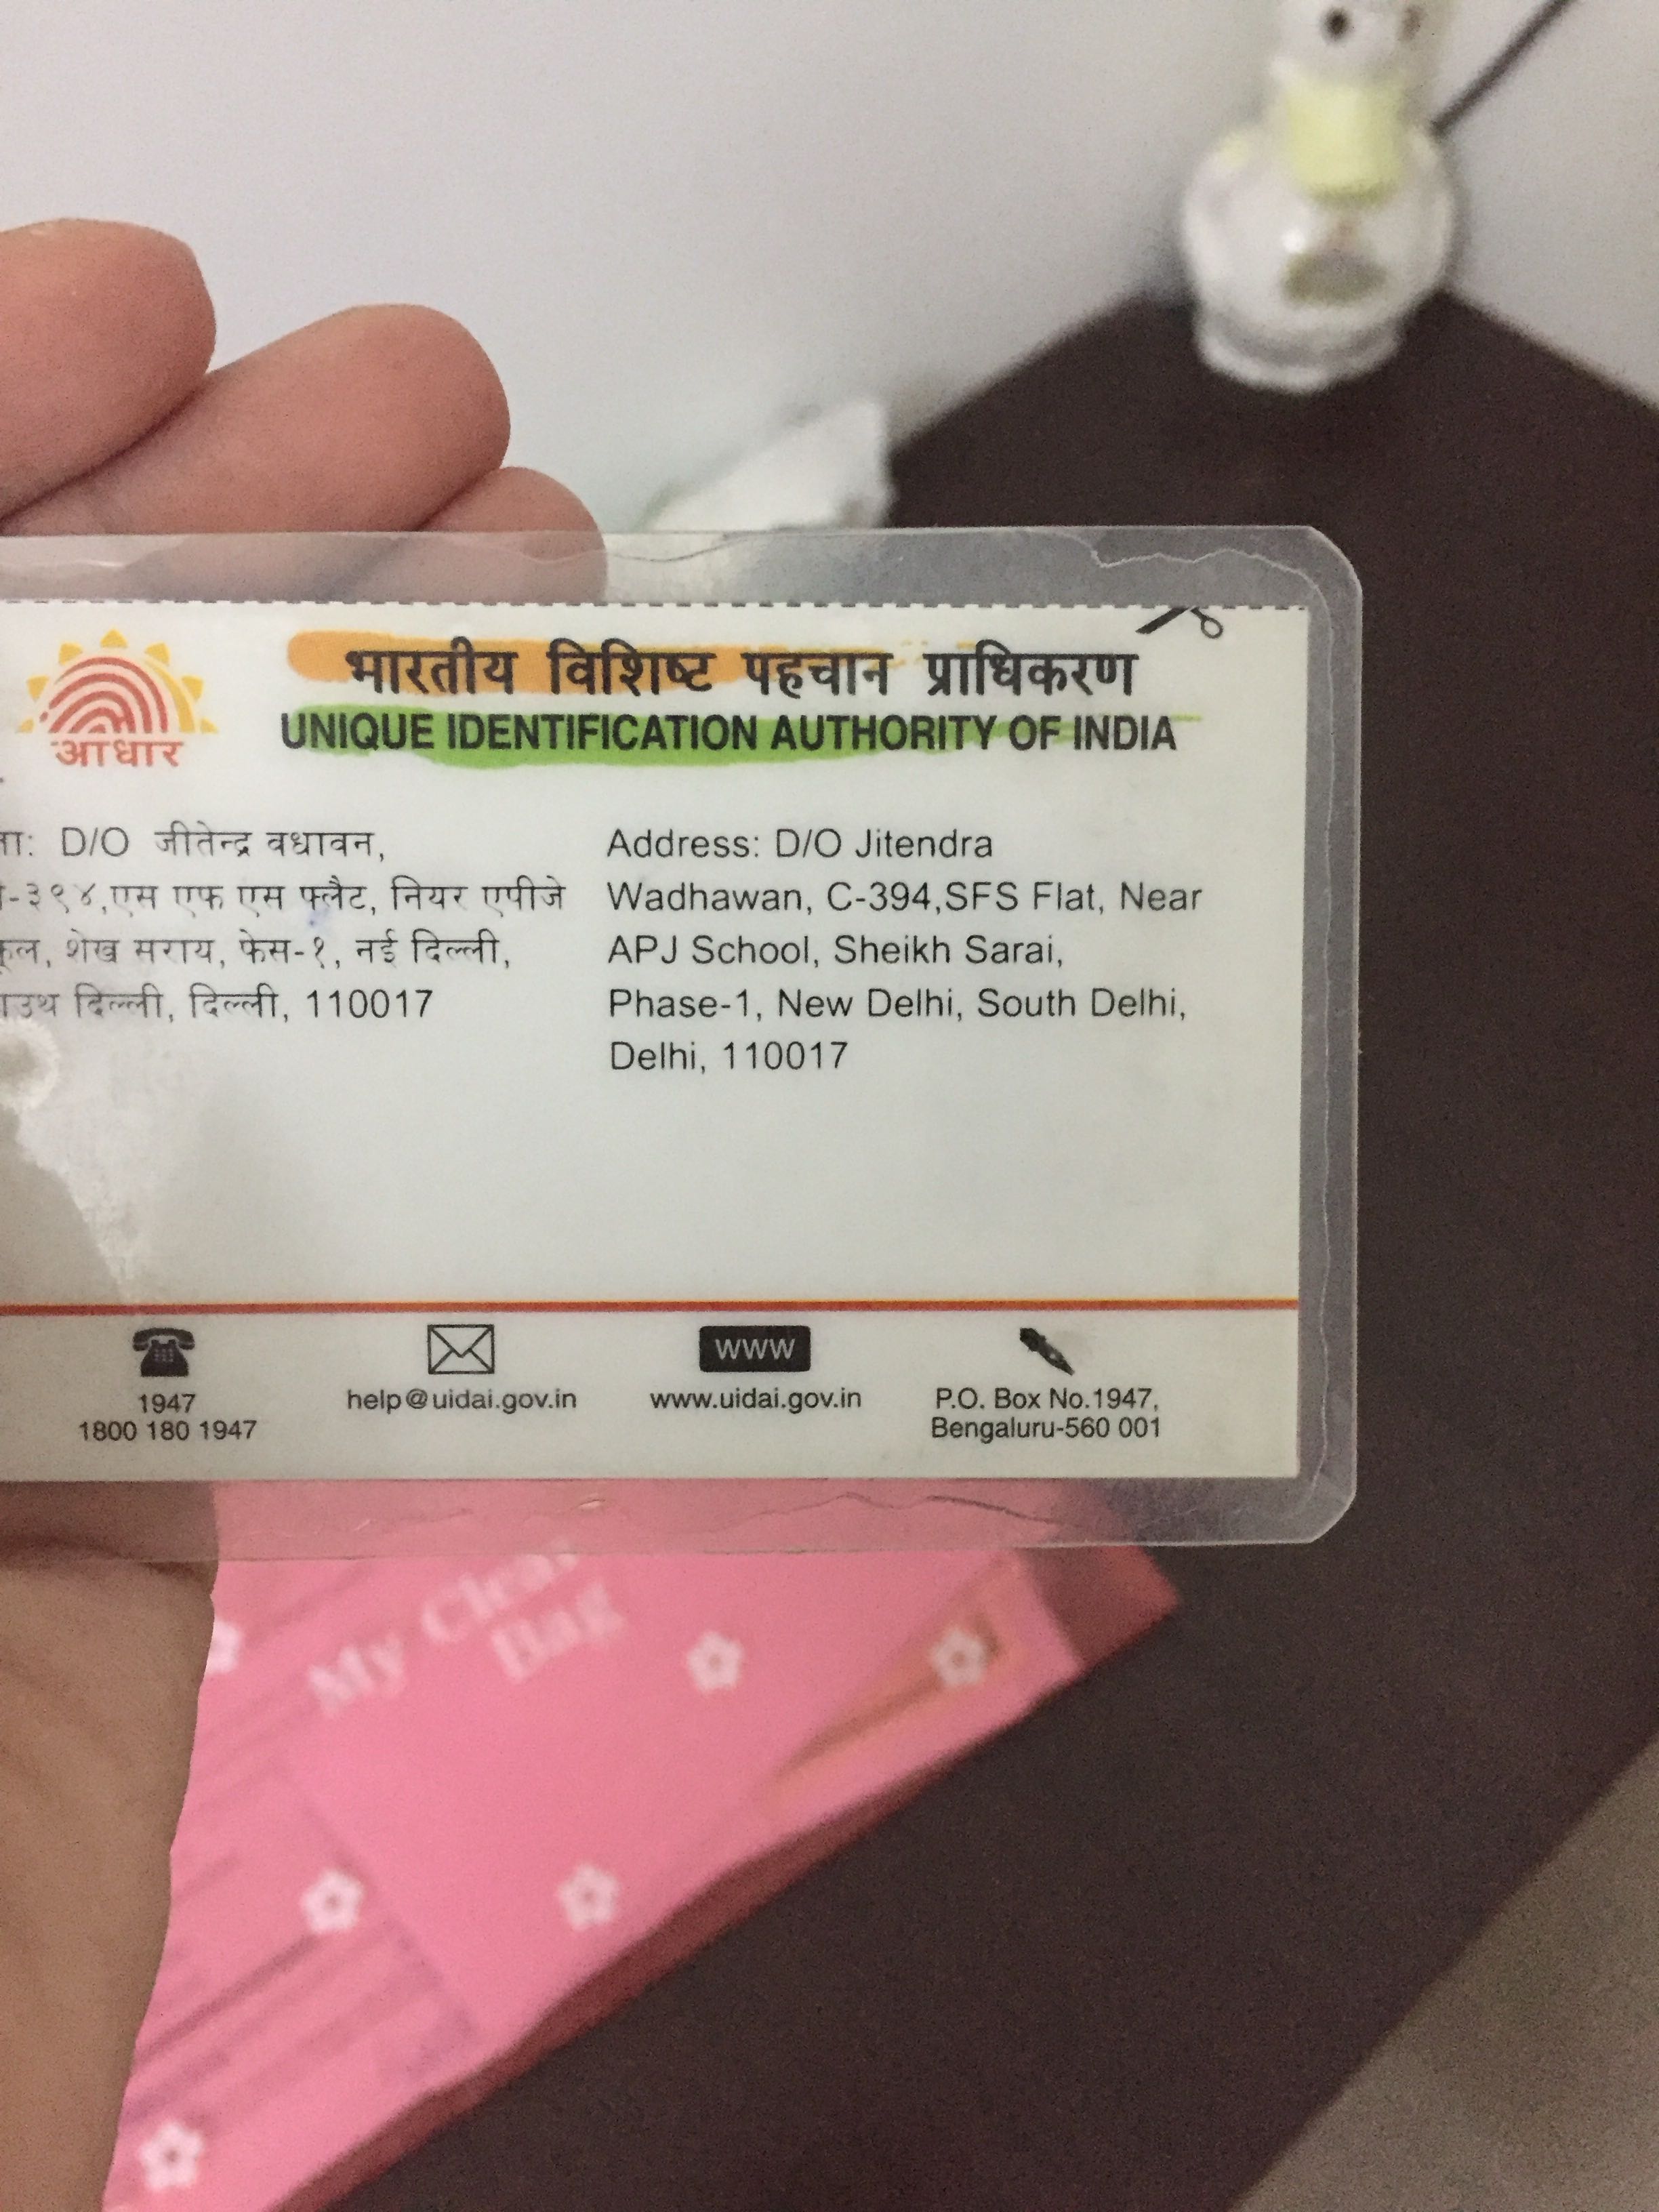 भारतीय विशिष्ट पहचान प्राधिकरण
UNIQUE IDENTIFICATION AUTHORITY OF INDIA
आधार
D/O जीतेन्द्र वधावन,
-३९४,एस एफ एस फ्लैट, नियर एपीजे
शेख सराय, फेस-१, नई दिल्ली,
दिल्ली, दिल्ली, 110017
Address: D/O Jitendra
Wadhawan, C-394,SFS Flat, Near
APJ School, Sheikh Sarai,
Phase-1, New Delhi, South Delhi,
Delhi, 110017
1947
1800 180 1947
help@uidai.gov.in
www
www.uidai.gov.in
P.O. Box No.1947,
Bengaluru-560 001
My Clear
Bag